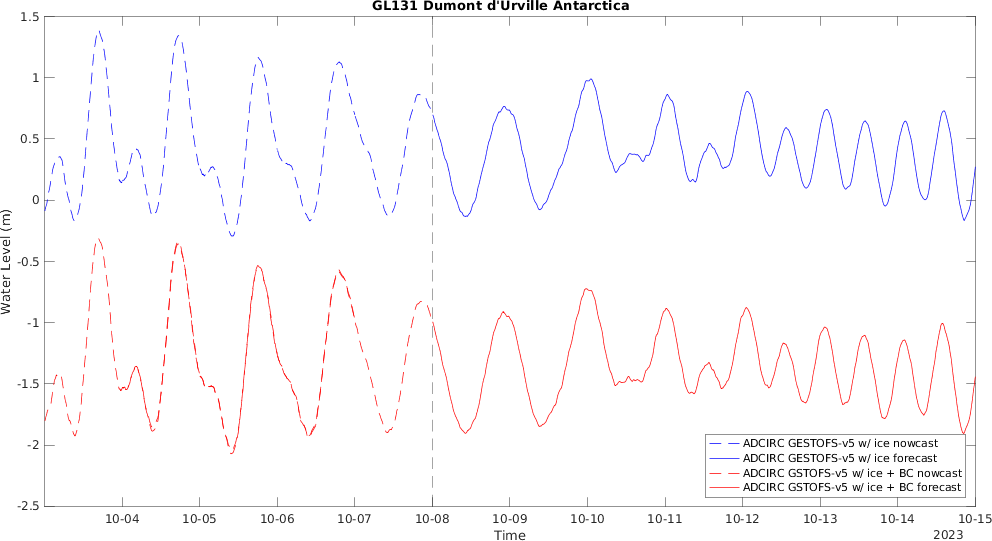 GL131 Dumont d'Urville Antarctica
1.5
1
0.5
0
-0.5
-1
-1.5
-2
-2.5
Water Level (m)
10-04 10-05 10-06 10-07 10-08 10-09 10-10 10-11 10-12 10-13 10-14 10-15
Time
2023
ADCIRC GESTOFS-v5 w/ ice nowcast
ADCIRC GESTOFS-v5 w/ ice forecast
ADCIRC GSTOFS-v5 w/ ice + BC nowcast
ADCIRC GSTOFS-v5 w/ ice + BC forecast